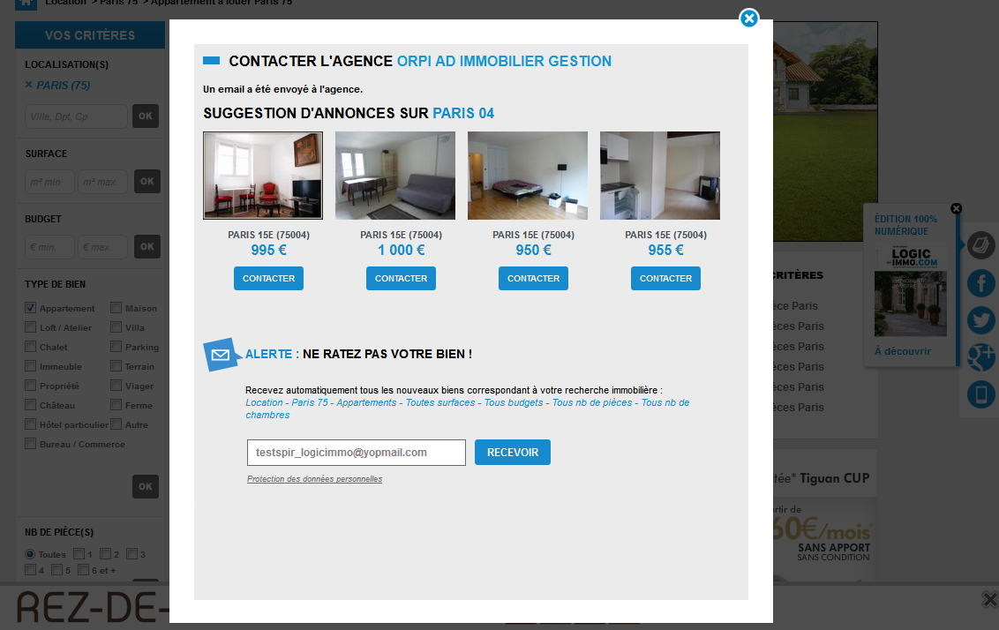 Location > Paris 75 > Appartement à louer Paris 75
VOS CRITÈRES
LOCALISATION(S)
× PARIS (75)
Ville, Dpt, Cp
OK
SURFACE
m² min
m² max.
OK
BUDGET
€ min.
€ max.
OK
TYPE DE BIEN
Appartement
Maison
Loft / Atelier
Villa
Chalet
Parking
Immeuble
Terrain
Propriété
Viager
Château
Ferme
Hôtel particulier
Autre
Bureau / Commerce
OK
NB DE PIÈCE(S)
Toutes 1 2 3
4 5 6 et +
REZ-DE-
CONTACTER L'AGENCE ORPI AD IMMOBILIER GESTION
Un email a été envoyé à l'agence.
SUGGESTION D'ANNONCES SUR PARIS 04
PARIS 15E (75004)
995 €
CONTACTER
PARIS 15E (75004)
1 000 €
CONTACTER
PARIS 15E (75004)
950 €
CONTACTER
PARIS 15E (75004)
955 €
CONTACTER
ALERTE : NE RATEZ PAS VOTRE BIEN !
Recevez automatiquement tous les nouveaux biens correspondant à votre recherche immobilière :
Location - Paris 75 - Appartements - Toutes surfaces - Tous budgets - Tous nb de pièces - Tous nb de
chambres
testspir_logicimmo@yopmail.com
RECEVOIR
Protection des données personnelles
ÉDITION 100%
NUMÉRIQUE
LOGIC
-IMMO.COM
À découvrir
CRITÈRES
èce Paris
ièces Paris
ièces Paris
ièces Paris
ièces Paris
ièces Paris
itée* Tiguan CUP
artir de
60€/mois*
SANS APPORT
SANS CONDITION